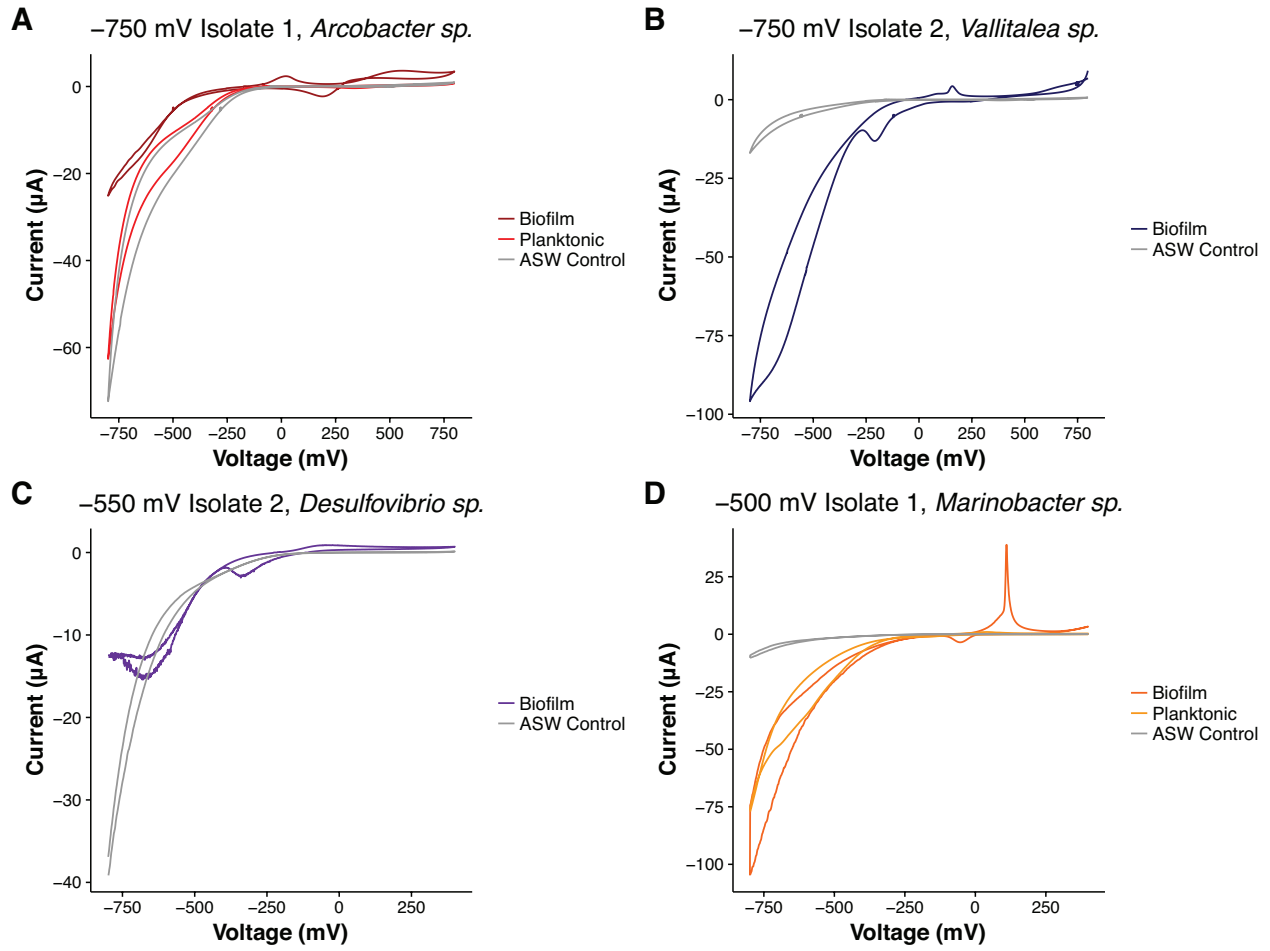 A
−750 mV Isolate 1, Arcobacter sp.
0
−20
−40
−60
Current (µA)
−750 −500 −250 0 250 500 750
Voltage (mV)
Biofilm
Planktonic
ASW Control
B
−750 mV Isolate 2, Vallitalea sp.
0
−25
−50
−75
−100
Current (µA)
−750 −500 −250 0 250 500 750
Voltage (mV)
Biofilm
ASW Control
C
−550 mV Isolate 2, Desulfovibrio sp.
0
−10
−20
−30
−40
Current (µA)
−750 −500 −250 0 250
Voltage (mV)
Biofilm
ASW Control
D
−500 mV Isolate 1, Marinobacter sp.
25
0
−25
−50
−75
−100
Current (µA)
−750 −500 −250 0 250
Voltage (mV)
Biofilm
Planktonic
ASW Control